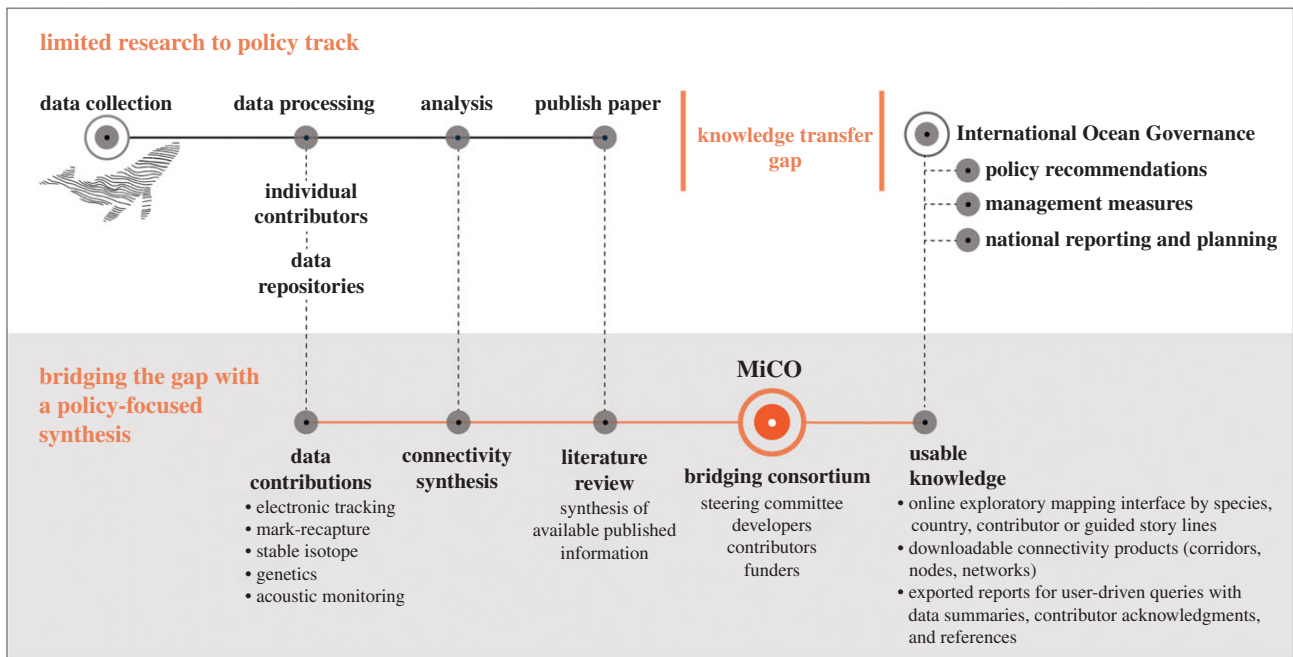 limited research to policy track
data collection
data processing
analysis
publish paper
knowledge transfer
gap
International Ocean Governance
policy recommendations
management measures
national reporting and planning
individual
contributors
data
repositories
bridging the gap with
a policy-focused
synthesis
data
contributions
• electronic tracking
• mark-recapture
• stable isotope
• genetics
• acoustic monitoring
connectivity
synthesis
literature
review
synthesis of
available published
information
MiCO
bridging consortium
steering committee
developers
contributors
funders
usable
knowledge
• online exploratory mapping interface by species,
country, contributor or guided story lines
• downloadable connectivity products (corridors,
nodes, networks)
• exported reports for user-driven queries with
data summaries, contributor acknowledgments,
and references